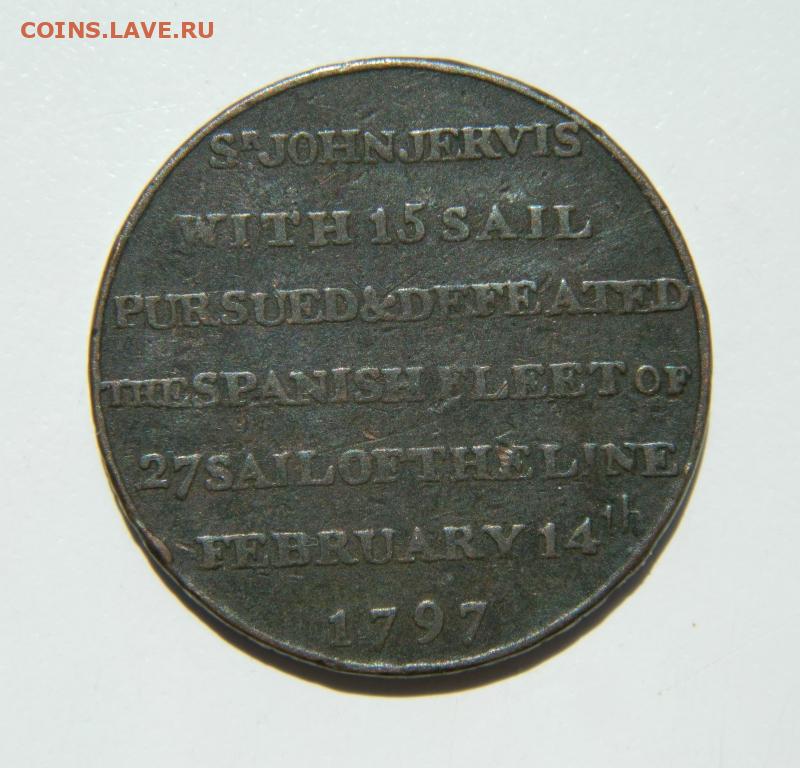 COINS.LAVE.RU
SR JOHN JERVIS
WITH 15 SAIL
PURSUED & DEFEATED
THE SPANISH FLEET OF
27 SAIL OF THE LINE
FEBRUARY 14th
1797